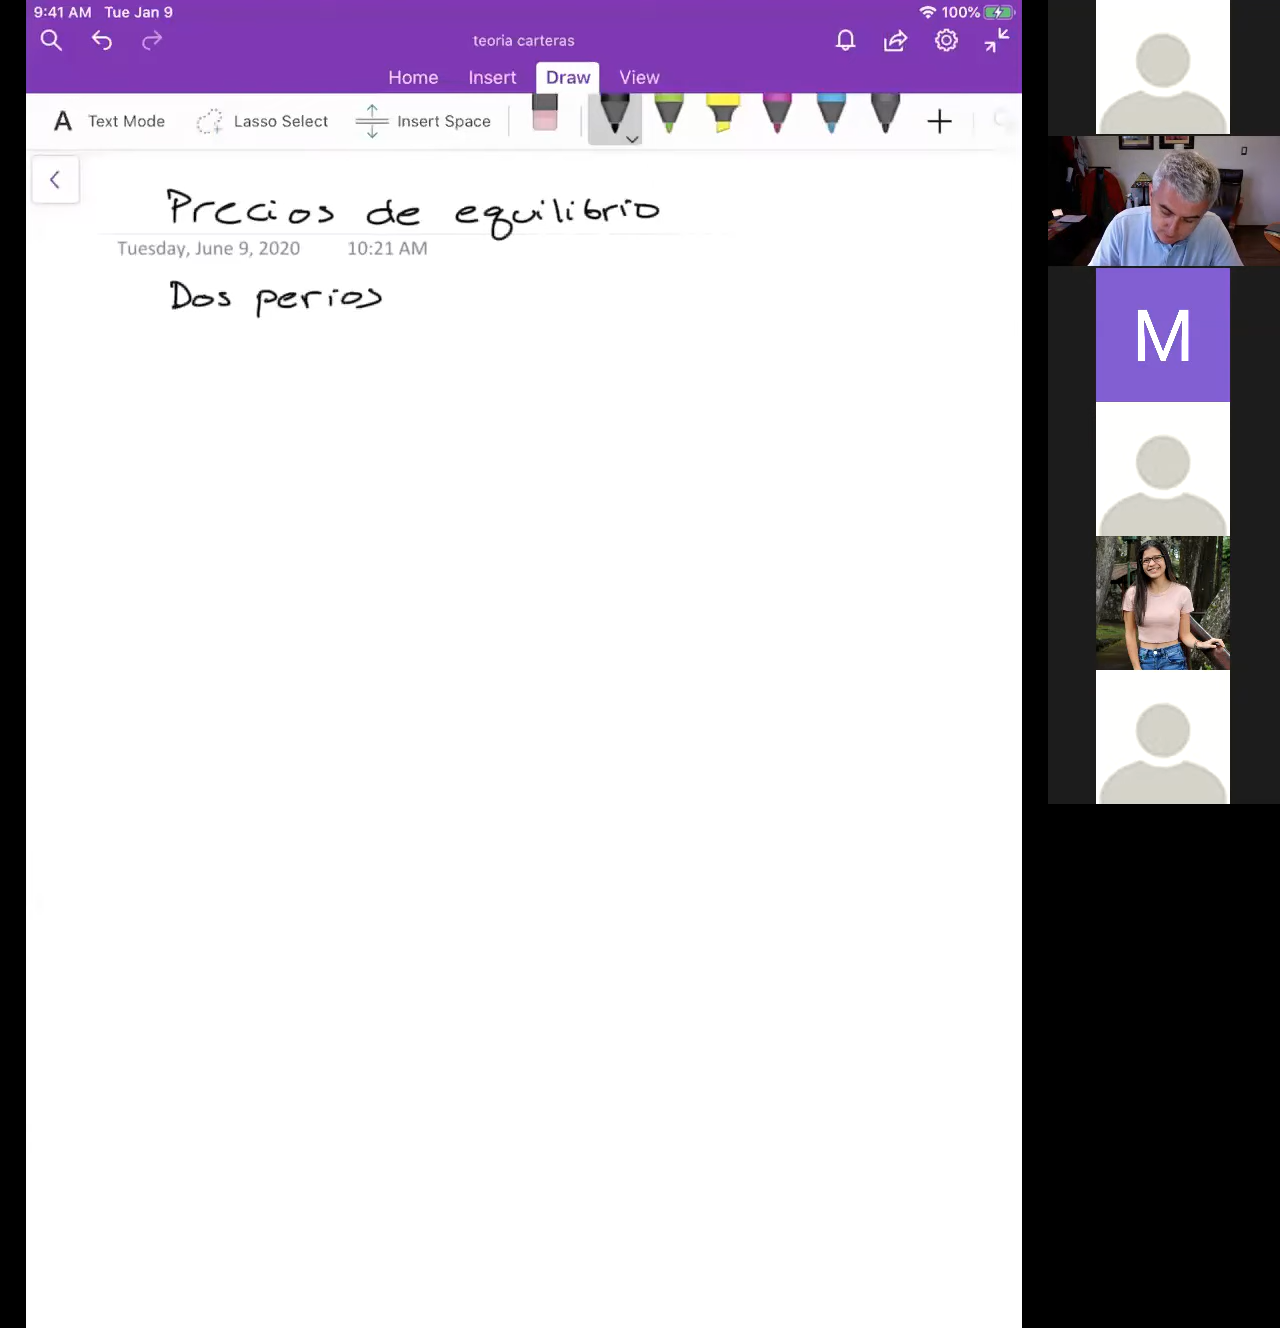 9:41 AM Tue Jan 9 100%
teoria carteras
Home Insert Draw View
A Text Mode Lasso Select Insert Space
Precios de equilibrio
Tuesday, June 9, 2020 10:21 AM
Dos perios
M